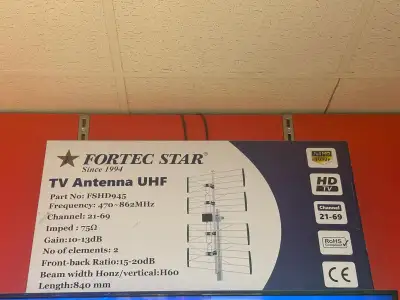 FORTEC STAR®
Since 1994
TV Antenna UHF
Part No: FSHD945
Frequency: 470~862MHz
Channel: 21-69
Imped : 75Ω
Gain:10-13dB
No of elements: 2
Front-back Ratio:15-20dB
Beam width Honz/vertical:H60
Length:840 mm
HD
TV
Channel
21-69
RoHS
CE